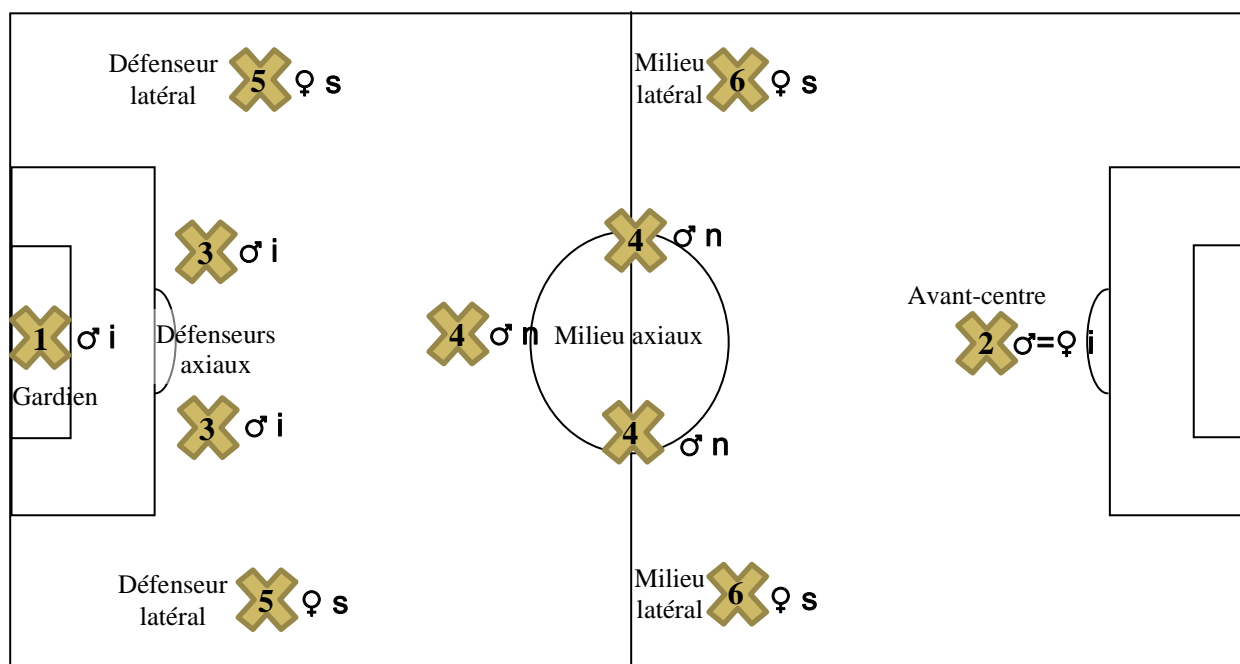 Défenseur
latéral
5 ♀ s
Milieu
latéral
6 ♀ s
3 ♂ i
4 ♂ n
1 ♂ i
Gardien
Défenseurs
axiaux
4 ♂ n
Milieu axiaux
Avant-centre
2 ♂=♀ i
3 ♂ i
4 ♂ n
Défenseur
latéral
5 ♀ s
Milieu
latéral
6 ♀ s